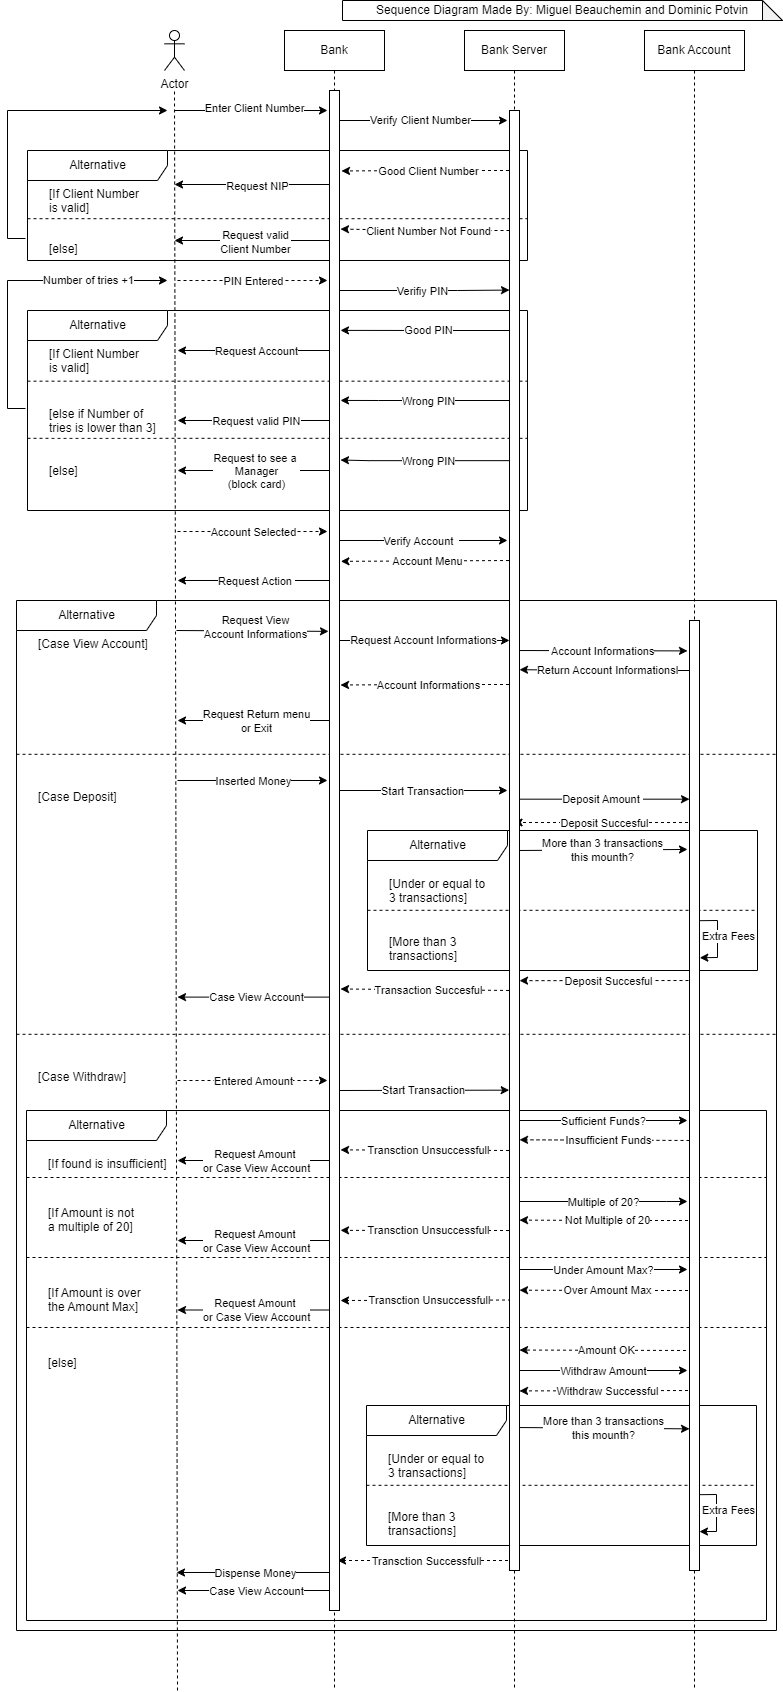 Sequence Diagram Made By: Miguel Beauchemin and Dominic Potvin
Actor
Bank
Bank Server
Bank Account
Enter Client Number
Verify Client Number
Alternative
Good Client Number
Request NIP
[If Client Number
is valid]
Client Number Not Found
Request valid
Client Number
[else]
Number of tries +1
PIN Entered
Verifiy PIN
Alternative
Good PIN
[If Client Number
is valid]
Request Account
Wrong PIN
[else if Number of
tries is lower than 3]
Request valid PIN
Request to see a
Manager
(block card)
Wrong PIN
[else]
Account Selected
Verify Account
Account Menu
Request Action
Alternative
Request View
Account Informations
[Case View Account]
Request Account Informations
Account Informations
Return Account Informationsl
Account Informations
Request Return menu
or Exit
Inserted Money
Start Transaction
[Case Deposit]
Deposit Amount
Deposit Succesful
Alternative
More than 3 transactions
this mounth?
[Under or equal to
3 transactions]
[More than 3
transactions]
Extra Fees
Deposit Succesful
Transaction Succesful
Case View Account
[Case Withdraw]
Entered Amount
Start Transaction
Alternative
Sufficient Funds?
Insufficient Funds
Transction Unsuccessfull
Request Amount
or Case View Account
[If found is insufficient]
Multiple of 20?
[If Amount is not
a multiple of 20]
Not Multiple of 20
Transction Unsuccessfull
Request Amount
or Case View Account
Under Amount Max?
Over Amount Max
[If Amount is over
the Amount Max]
Transction Unsuccessfull
Request Amount
or Case View Account
Amount OK
[else]
Withdraw Amount
Withdraw Successful
Alternative
More than 3 transactions
this mounth?
[Under or equal to
3 transactions]
[More than 3
transactions]
Extra Fees
Transction Successfull
Dispense Money
Case View Account